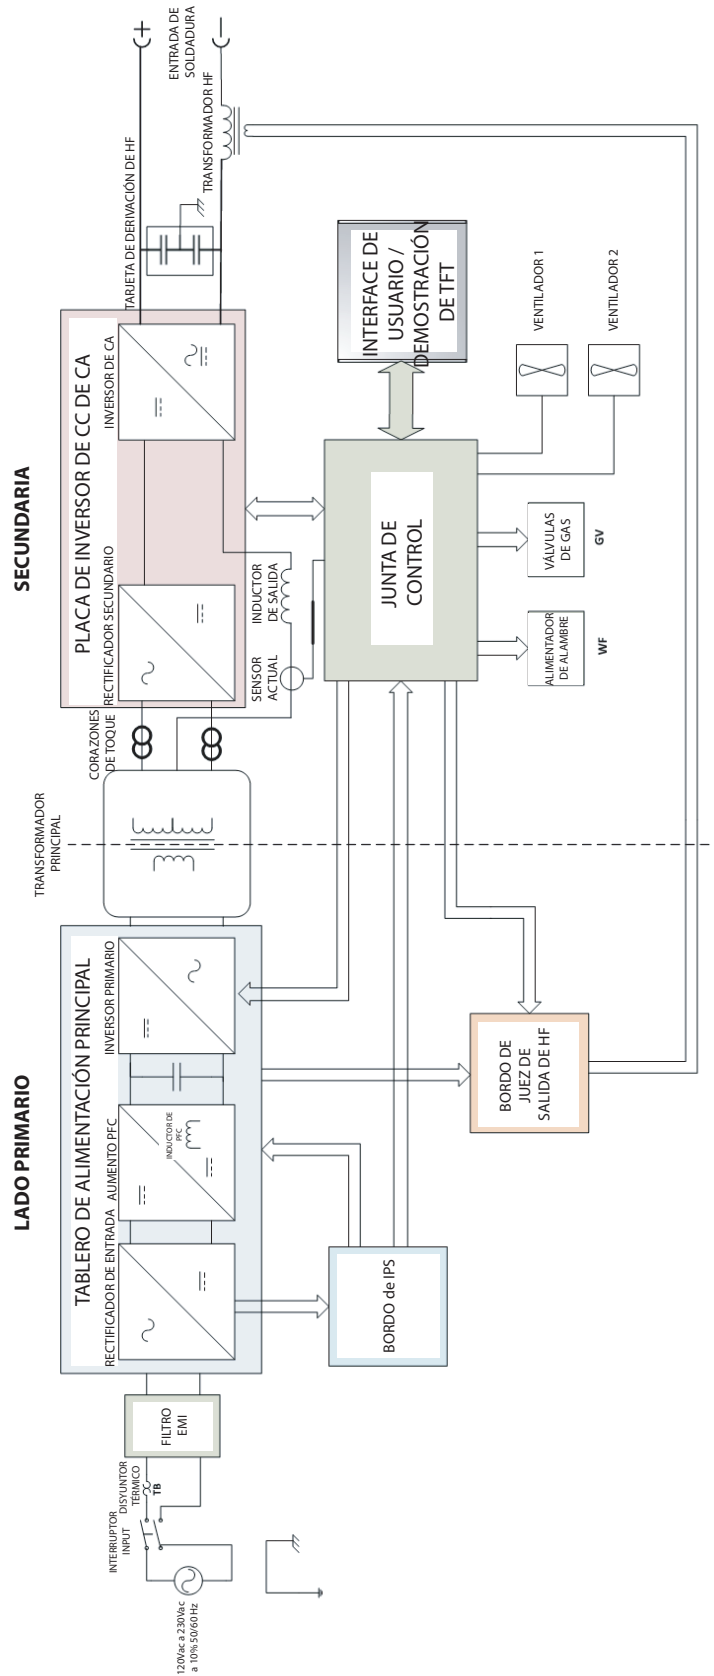 LADO PRIMARIO
SECUNDARIA
120Vac a 230Vac
a 10% 50/60 Hz
INTERRUPTOR
INPUT
DISYUNTOR
TÉRMICO
TB
FILTRO
EMI
TABLERO DE ALIMENTACIÓN PRINCIPAL
RECTIFICADOR DE ENTRADA
AUMENTO PFC
INDUCTOR DE
PFC
INVERSOR PRIMARIO
TRANSFORMADOR
PRINCIPAL
CORAZONES
DE TOQUE
PLACA DE INVERSOR DE CC DE CA
RECTIFICADOR SECUNDARIO
INVERSOR DE CA
SENSOR
ACTUAL
INDUCTOR
DE SALIDA
TARJETA DE DERIVACIÓN DE HF
TRANSFORMADOR HF
ENTRADA DE
SOLDADURA
+
−
BORDO de IPS
BORDO DE
JUEZ DE
SALIDA DE HF
JUNTA DE
CONTROL
INTERFACE DE
USUARIO /
DEMOSTRACIÓN
DE TFT
ALIMENTADOR
DE ALAMBRE
WF
VÁLVULAS
DE GAS
GV
VENTILADOR 1
VENTILADOR 2